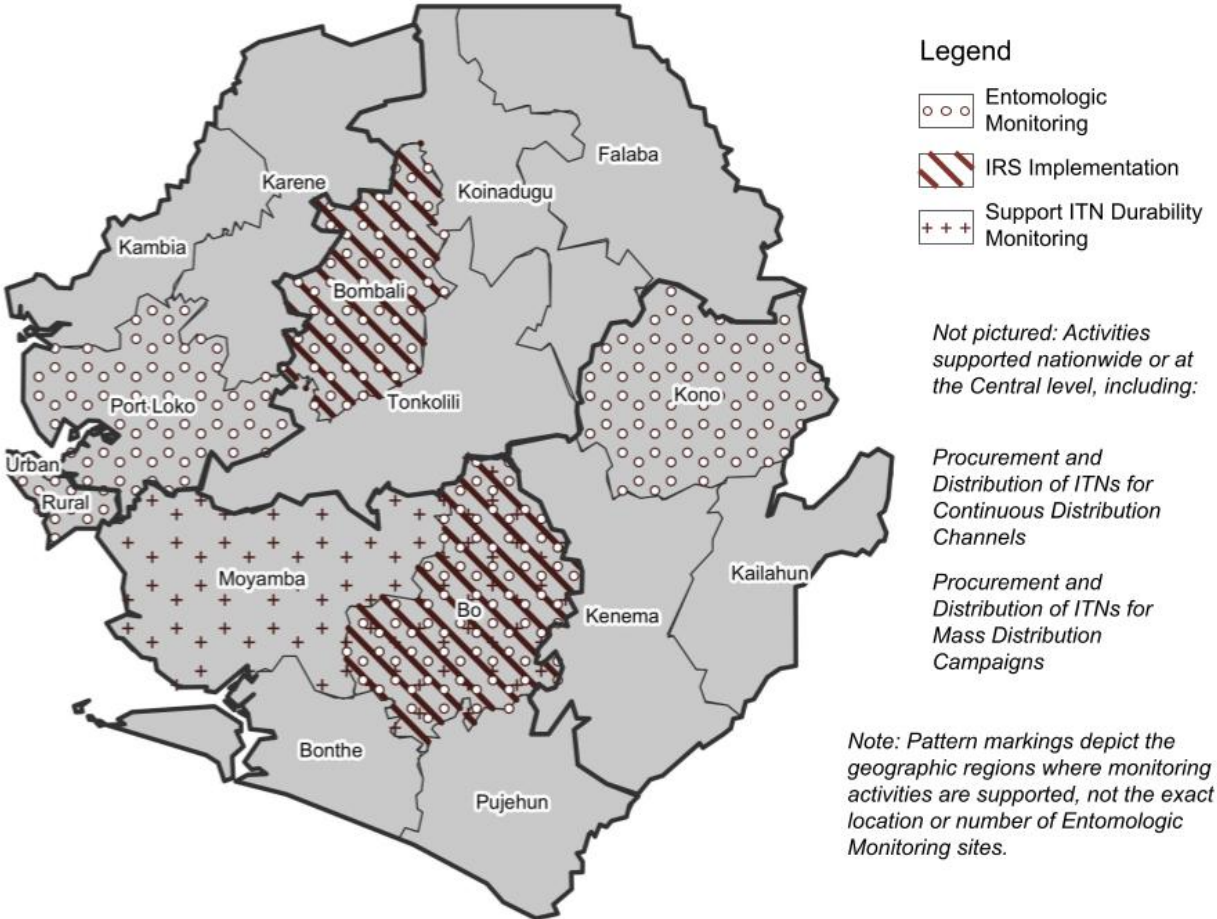 Legend
Entomologic
Monitoring
IRS Implementation
Support ITN Durability
Monitoring
Falaba
Karene
Koinadugu
Kambia
Bombali
Port Loko
Tonkolili
Kono
Urban
Rural
Moyamba
Bo
Kenema
Kailahun
Bonthe
Pujehun
Not pictured: Activities
supported nationwide or at
the Central level, including:
Procurement and
Distribution of ITNs for
Continuous Distribution
Channels
Procurement and
Distribution of ITNs for
Mass Distribution
Campaigns
Note: Pattern markings depict the
geographic regions where monitoring
activities are supported, not the exact
location or number of Entomologic
Monitoring sites.